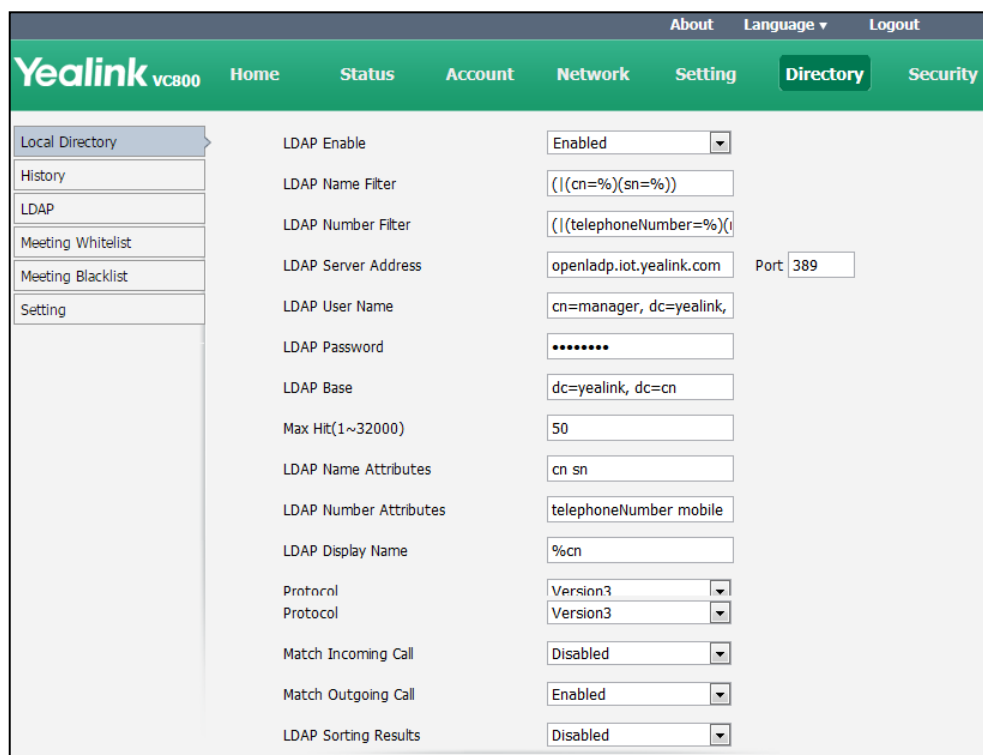 About Language ▾ Logout
Yealink VC800 Home Status Account Network Setting Directory Security
Local Directory
History
LDAP
Meeting Whitelist
Meeting Blacklist
Setting
LDAP Enable Enabled
LDAP Name Filter (|(cn=%)(sn=%))
LDAP Number Filter (|(telephoneNumber=%)(
LDAP Server Address openladp.iot.yealink.com Port 389
LDAP User Name cn=manager, dc=yealink,
LDAP Password ••••••••
LDAP Base dc=yealink, dc=cn
Max Hit(1~32000) 50
LDAP Name Attributes cn sn
LDAP Number Attributes telephoneNumber mobile
LDAP Display Name %cn
Protocol Version3
Protocol Version3
Match Incoming Call Disabled
Match Outgoing Call Enabled
LDAP Sorting Results Disabled